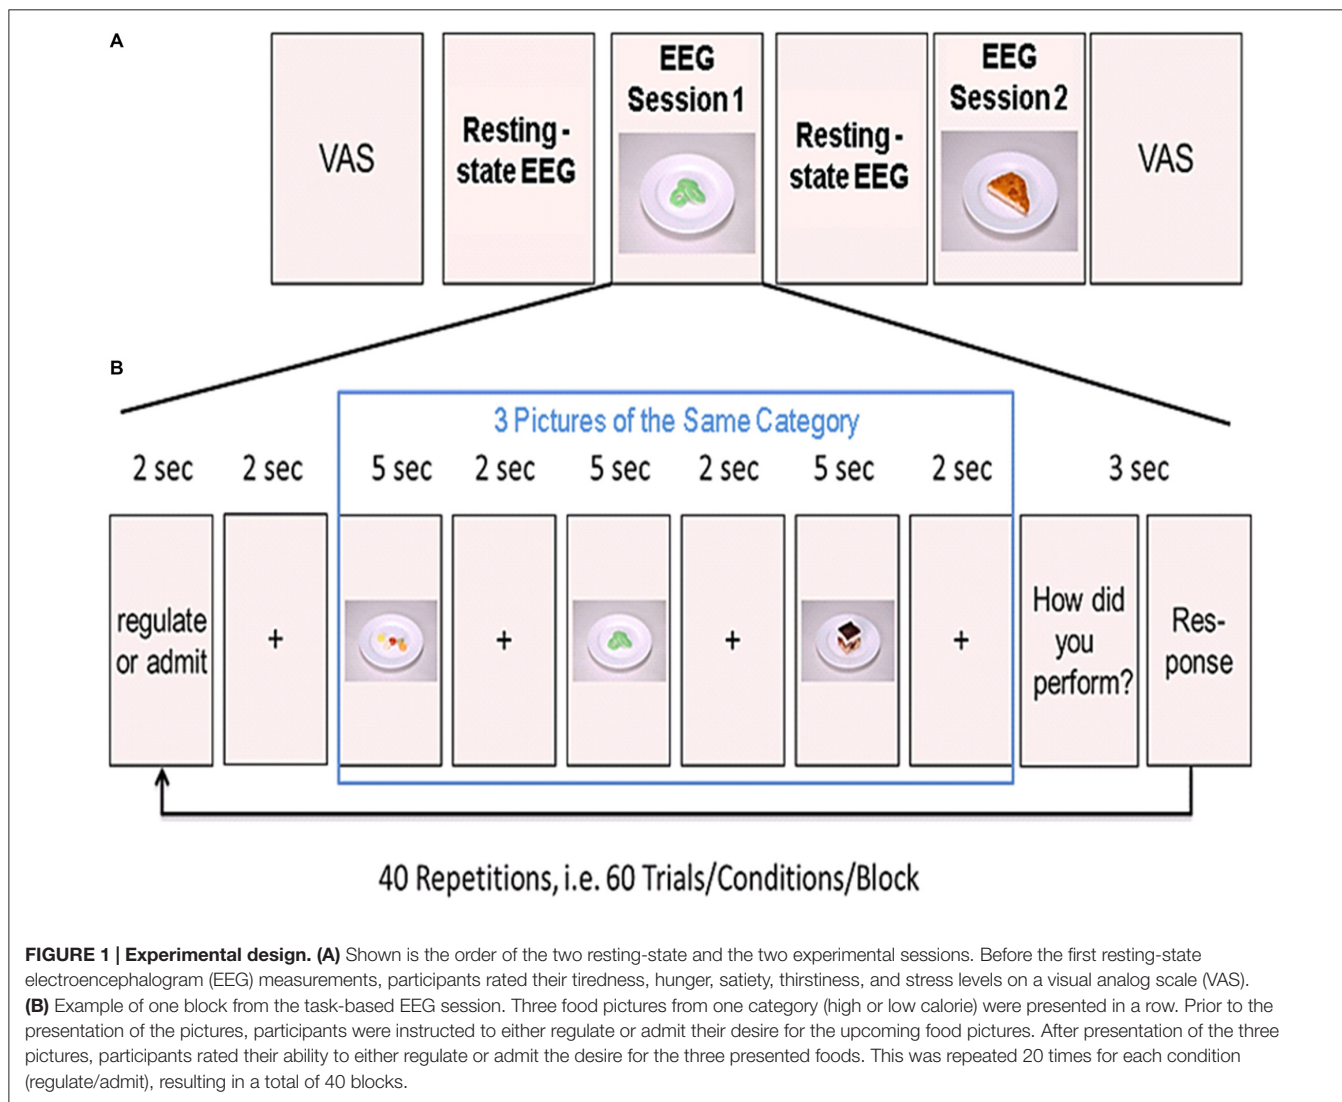 A
VAS
Resting-
state EEG
EEG
Session 1
Resting-
state EEG
EEG
Session 2
VAS
B
3 Pictures of the Same Category
2 sec 2 sec 5 sec 2 sec 5 sec 2 sec 5 sec 2 sec 3 sec
regulate
or admit
+
+
+
+
How did
you
perform?
Res-
ponse
40 Repetitions, i.e. 60 Trials/Conditions/Block
FIGURE 1 | Experimental design. (A) Shown is the order of the two resting-state and the two experimental sessions. Before the first resting-state
electroencephalogram (EEG) measurements, participants rated their tiredness, hunger, satiety, thirstiness, and stress levels on a visual analog scale (VAS).
(B) Example of one block from the task-based EEG session. Three food pictures from one category (high or low calorie) were presented in a row. Prior to the
presentation of the pictures, participants were instructed to either regulate or admit their desire for the upcoming food pictures. After presentation of the three
pictures, participants rated their ability to either regulate or admit the desire for the three presented foods. This was repeated 20 times for each condition
(regulate/admit), resulting in a total of 40 blocks.